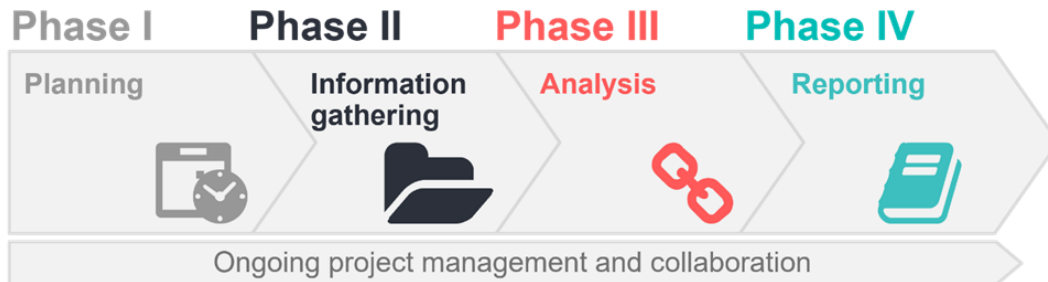 Phase I
Phase II
Phase III
Phase IV
Planning
Information
gathering
Analysis
Reporting
Ongoing project management and collaboration